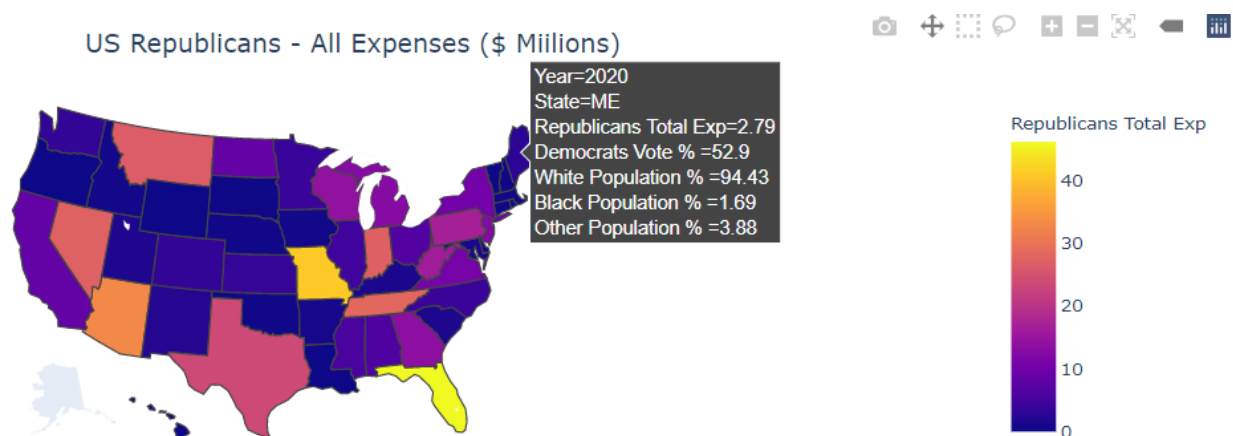 US Republicans - All Expenses ($ Miilions)
Year=2020
State=ME
Republicans Total Exp=2.79
Democrats Vote % =52.9
White Population % =94.43
Black Population % =1.69
Other Population % =3.88
Republicans Total Exp
40
30
20
10
0